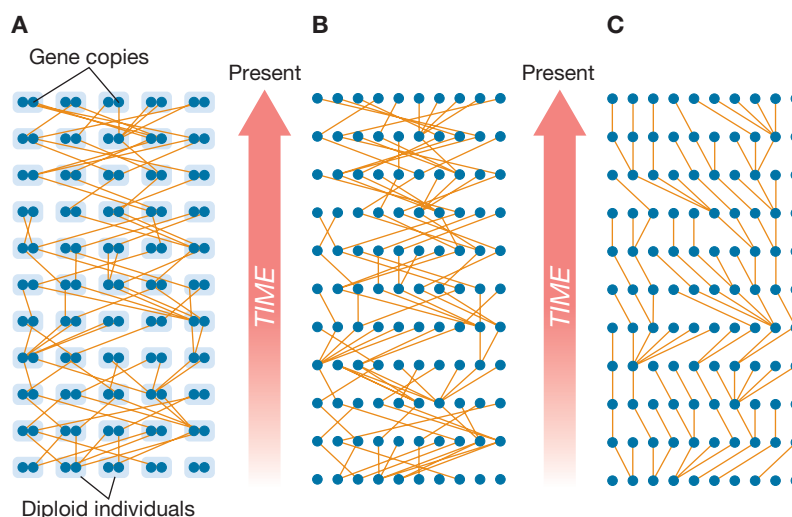 A
B
C
Gene copies
Present
Present
TIME
TIME
Diploid individuals